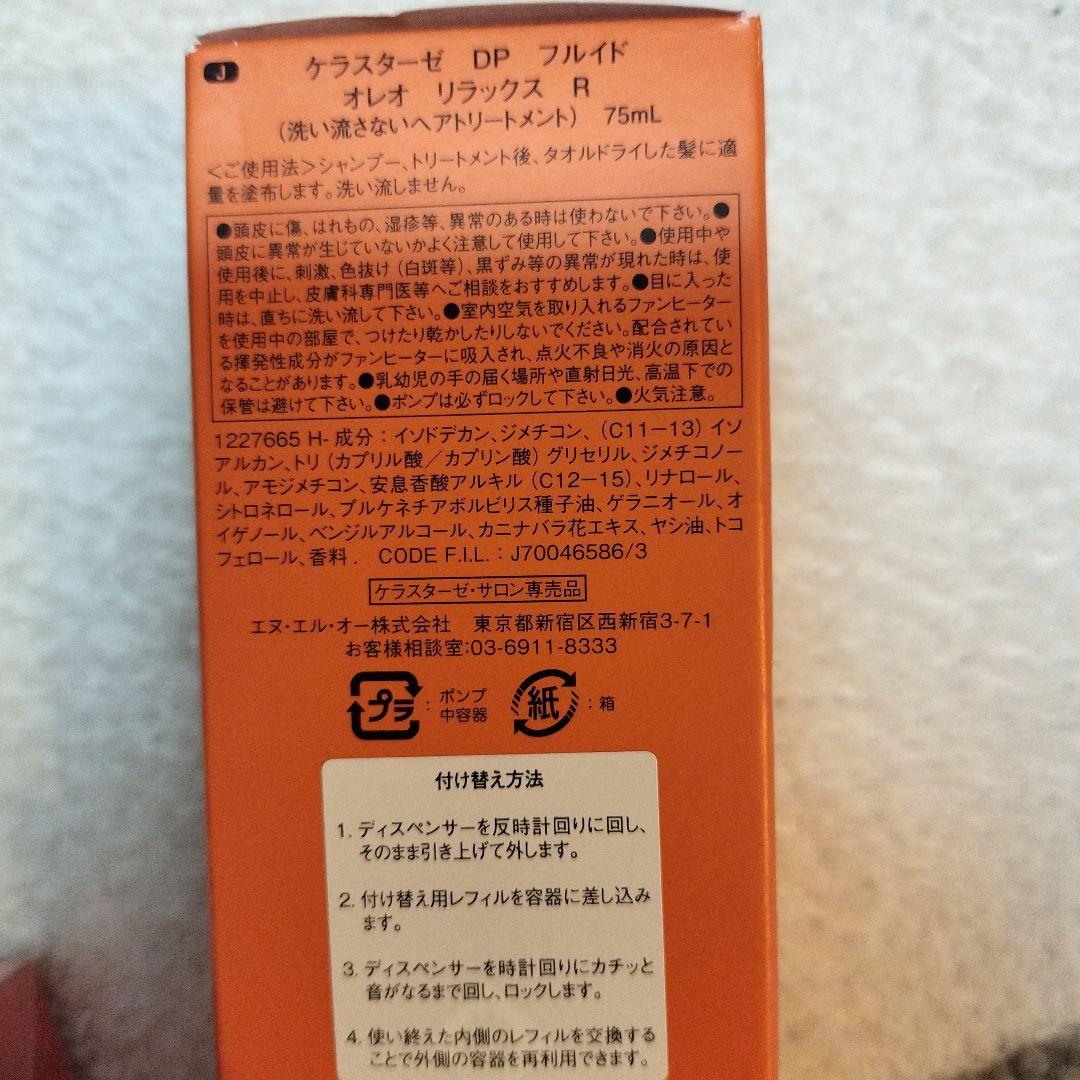 J
ケラスターゼ DP フルイド
オレオ リラックス R
(洗い流さないヘアトリートメント) 75mL
<ご使用法>シャンプー、トリートメント後、タオルドライした髪に適
量を塗布します。洗い流しません。
●頭皮に傷、はれもの、湿疹等、異常のある時は使わないで下さい。●
頭皮に異常が生じていないかよく注意して使用して下さい。●使用中や
使用後に、刺激、色抜け(白斑等)、黒ずみ等の異常が現れた時は、使
用を中止し、皮膚科専門医等へご相談をおすすめします。●目に入った
時は、直ちに洗い流して下さい。●室内空気を取り入れるファンヒーター
を使用中の部屋で、つけたり乾かしたりしないでください。配合されてい
る揮発性成分がファンヒーターに吸入され、点火不良や消火の原因と
なることがあります。●乳幼児の手の届く場所や直射日光、高温下での
保管は避けて下さい。●ポンプは必ずロックして下さい。●火気注意。
1227665 H- 成分:イソドデカン、ジメチコン、(C11-13)イソ
アルカン、トリ(カプリル酸/カプリン酸)グリセリル、ジメチコノー
ル、アモジメチコン、安息香酸アルキル(C12-15)、リナロール、
シトロネロール、プルケネチアボルビリス種子油、ゲラニオール、オ
イゲノール、ベンジルアルコール、カニナバラ花エキス、ヤシ油、トコ
フェロール、香料. CODE F.I.L.:J70046586/3
ケラスターゼ・サロン専売品
エヌ・エル・オー株式会社 東京都新宿区西新宿3-7-1
お客様相談室:03-6911-8333
プラ:ポンプ 中容器 紙:箱
付け替え方法
1. ディスペンサーを反時計回りに回し、
そのまま引き上げて外します。
2. 付け替え用レフィルを容器に差し込み
ます。
3. ディスペンサーを時計回りにカチッと
音がなるまで回し、ロックします。
4. 使い終えた内側のレフィルを交換する
ことで外側の容器を再利用できます。